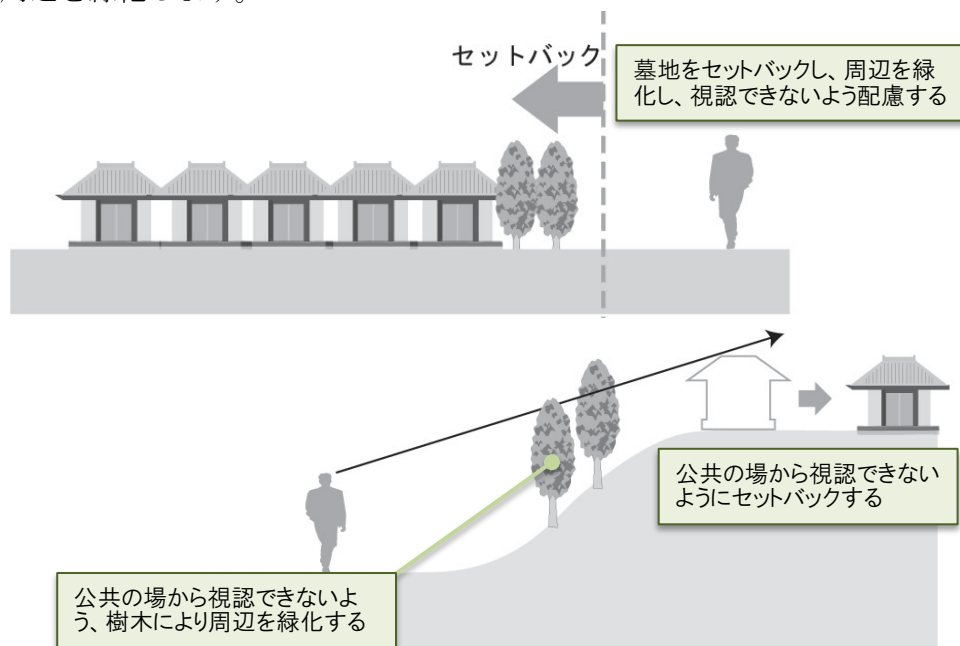 セットバック
墓地をセットバックし、周辺を緑
化し、視認できないよう配慮する
公共の場から視認できない
ようにセットバックする
公共の場から視認できないよ
う、樹木により周辺を緑化する